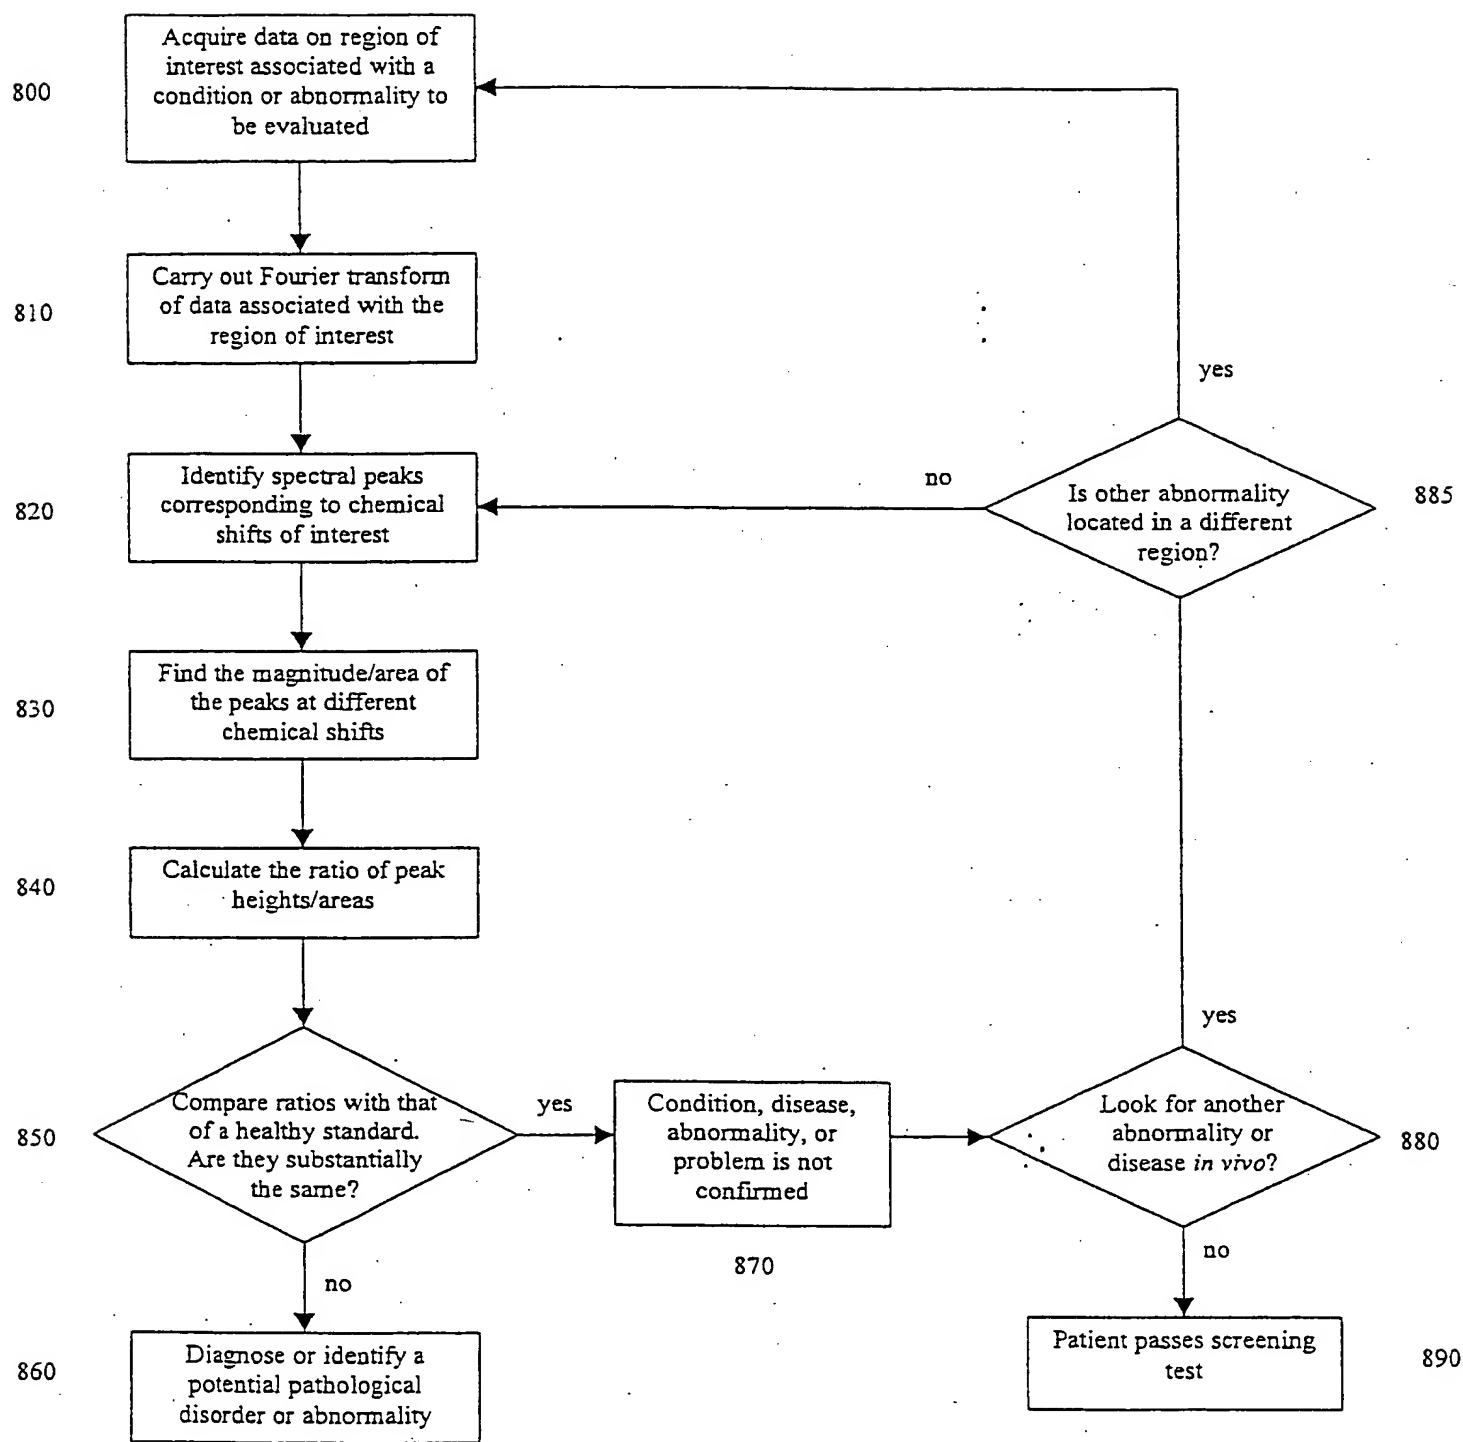 800
Acquire data on region of
interest associated with a
condition or abnormality to
be evaluated
810
Carry out Fourier transform
of data associated with the
region of interest
yes
820
Identify spectral peaks
corresponding to chemical
shifts of interest
no
Is other abnormality
located in a different
region?
885
830
Find the magnitude/area of
the peaks at different
chemical shifts
840
Calculate the ratio of peak
heights/areas
yes
850
Compare ratios with that
of a healthy standard.
Are they substantially
the same?
yes
Condition, disease,
abnormality, or
problem is not
confirmed
870
Look for another
abnormality or
disease in vivo?
880
no
no
860
Diagnose or identify a
potential pathological
disorder or abnormality
Patient passes screening
test
890